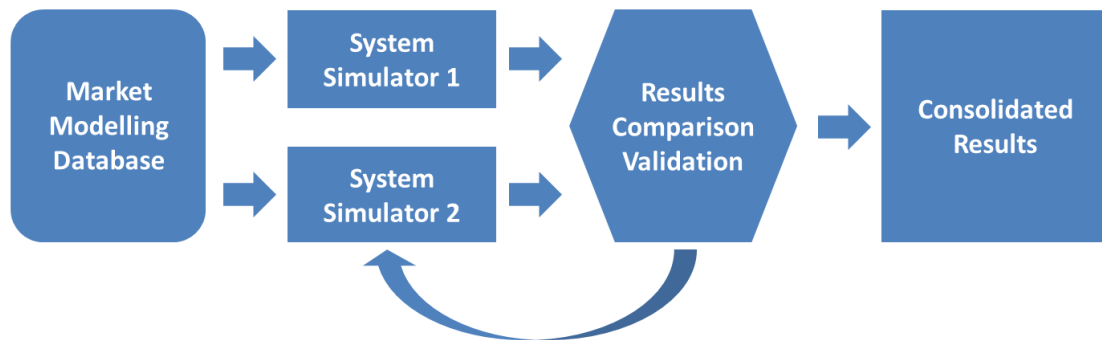 Market
Modelling
Database
System
Simulator 1
System
Simulator 2
Results
Comparison
Validation
Consolidated
Results